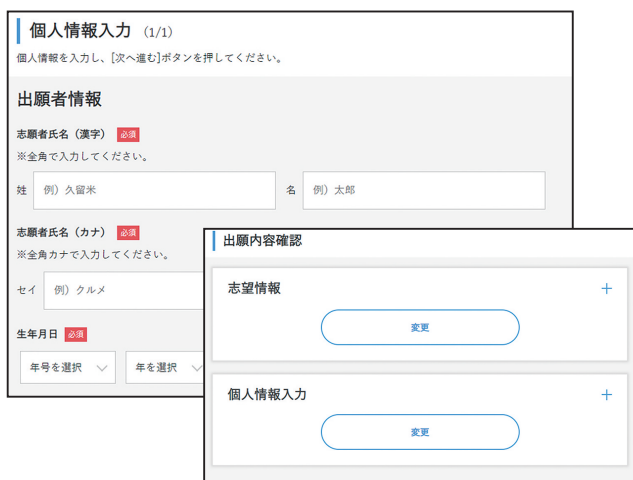 個人情報入力 (1/1)
個人情報を入力し、[次へ進む]ボタンを押してください。
出願者情報
志願者氏名（漢字） 必須
※全角で入力してください。
姓 例）久留米 名 例）太郎
志願者氏名（カナ） 必須
※全角カナで入力してください。
セイ 例）クルメ
生年月日 必須
年号を選択 年を選択
出願内容確認
志望情報 +
変更
個人情報入力 +
変更